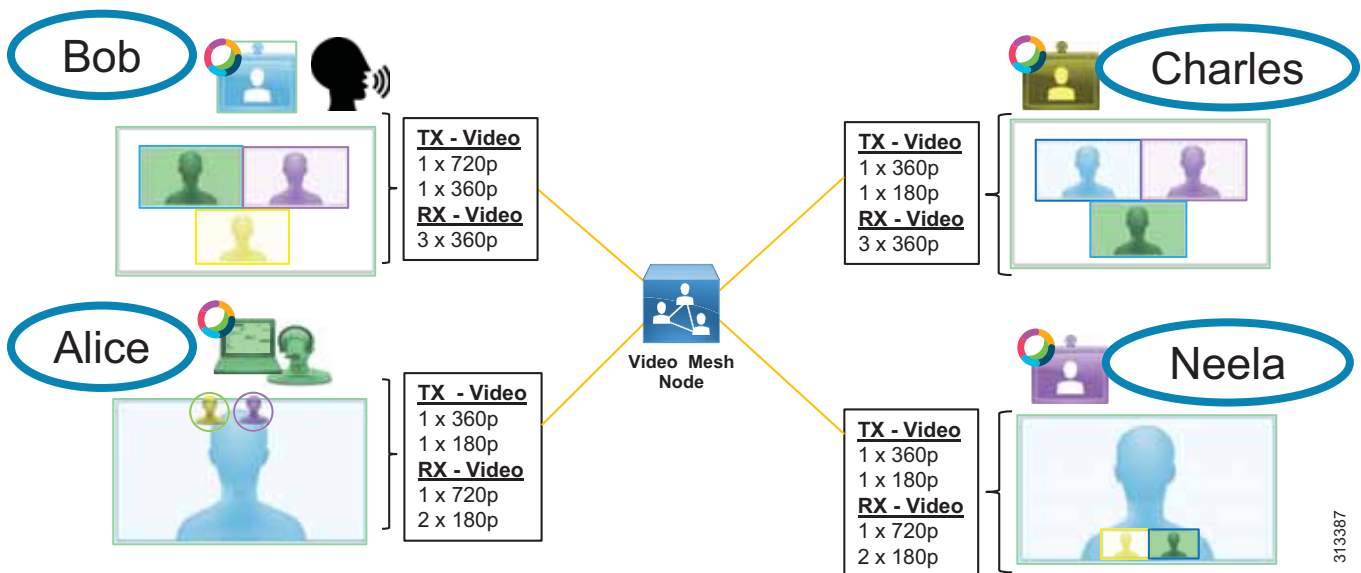 Bob
TX - Video
1 x 720p
1 x 360p
RX - Video
3 x 360p
Charles
TX - Video
1 x 360p
1 x 180p
RX - Video
3 x 360p
Video Mesh
Node
Alice
TX - Video
1 x 360p
1 x 180p
RX - Video
1 x 720p
2 x 180p
Neela
TX - Video
1 x 360p
1 x 180p
RX - Video
1 x 720p
2 x 180p
313387